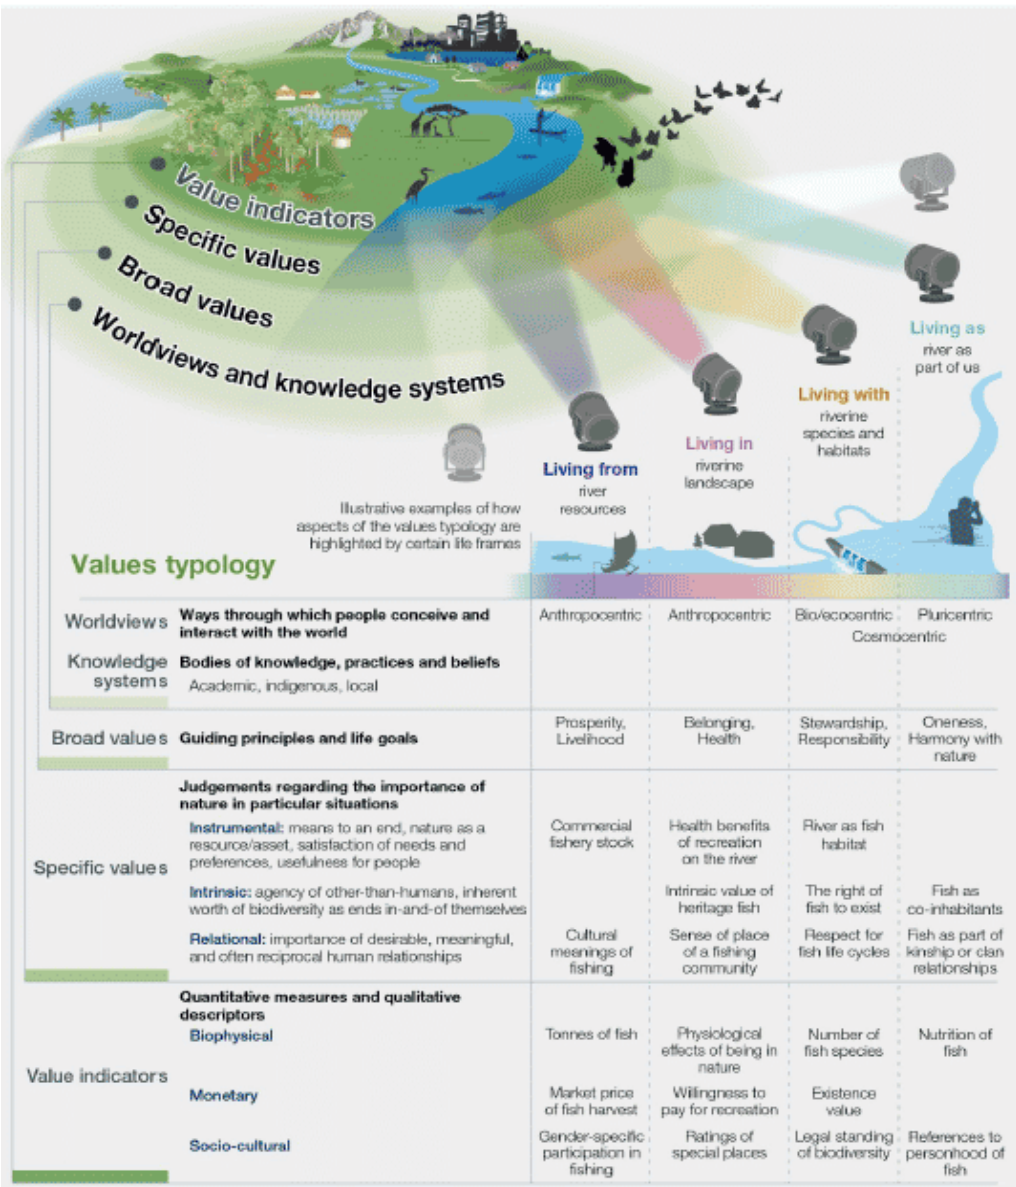 Value indicators
Specific values
Broad values
Worldviews and knowledge systems
Living as
river as
part of us
Living with
riverine
species and
habitats
Living in
riverine
landscape
Living from
river
resources
Illustrative examples of how
aspects of the values typology are
highlighted by certain life frames
Values typology
Worldviews
Ways through which people conceive and
interact with the world
Anthropocentric
Anthropocentric
Bio/ecocentric
Pluricentric
Cosmocentric
Knowledge
systems
Bodies of knowledge, practices and beliefs
Academic, indigenous, local
Broad values
Guiding principles and life goals
Prosperity,
Livelihood
Belonging,
Health
Stewardship,
Responsibility
Oneness,
Harmony with
nature
Specific values
Judgements regarding the importance of
nature in particular situations
Instrumental: means to an end, nature as a
resource/asset, satisfaction of needs and
preferences, usefulness for people
Commercial
fishery stock
Health benefits
of recreation
on the river
River as fish
habitat
Intrinsic: agency of other-than-humans, inherent
worth of biodiversity as ends in-and-of themselves
Intrinsic value of
heritage fish
The right of
fish to exist
Fish as
co-inhabitants
Relational: importance of desirable, meaningful,
and often reciprocal human relationships
Cultural
meanings of
fishing
Sense of place
of a fishing
community
Respect for
fish life cycles
Fish as part of
kinship or clan
relationships
Value indicators
Quantitative measures and qualitative
descriptors
Biophysical
Tonnes of fish
Physiological
effects of being in
nature
Number of
fish species
Nutrition of
fish
Monetary
Market price
of fish harvest
Willingness to
pay for recreation
Existence
value
Socio-cultural
Gender-specific
participation in
fishing
Ratings of
special places
Legal standing
of biodiversity
References to
personhood of
fish